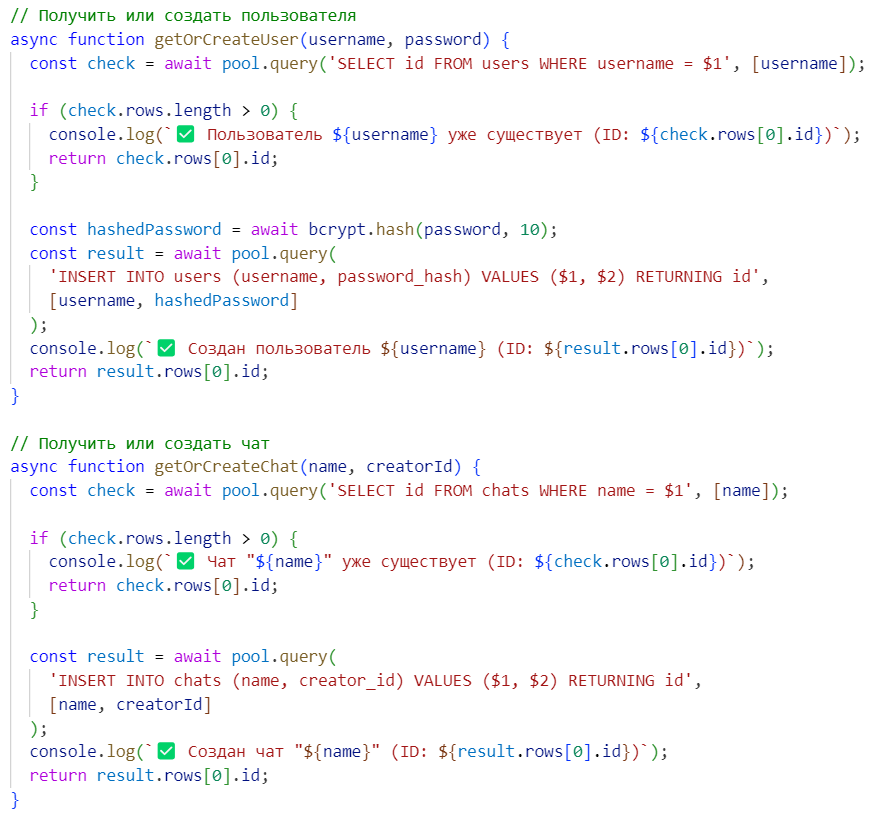 // Получить или создать пользователя
async function getOrCreateUser(username, password) {
  const check = await pool.query('SELECT id FROM users WHERE username = $1', [username]);

  if (check.rows.length > 0) {
    console.log(`✅ Пользователь ${username} уже существует (ID: ${check.rows[0].id})`);
    return check.rows[0].id;
  }

  const hashedPassword = await bcrypt.hash(password, 10);
  const result = await pool.query(
    'INSERT INTO users (username, password_hash) VALUES ($1, $2) RETURNING id',
    [username, hashedPassword]
  );
  console.log(`✅ Создан пользователь ${username} (ID: ${result.rows[0].id})`);
  return result.rows[0].id;
}

// Получить или создать чат
async function getOrCreateChat(name, creatorId) {
  const check = await pool.query('SELECT id FROM chats WHERE name = $1', [name]);

  if (check.rows.length > 0) {
    console.log(`✅ Чат "${name}" уже существует (ID: ${check.rows[0].id})`);
    return check.rows[0].id;
  }

  const result = await pool.query(
    'INSERT INTO chats (name, creator_id) VALUES ($1, $2) RETURNING id',
    [name, creatorId]
  );
  console.log(`✅ Создан чат "${name}" (ID: ${result.rows[0].id})`);
  return result.rows[0].id;
}